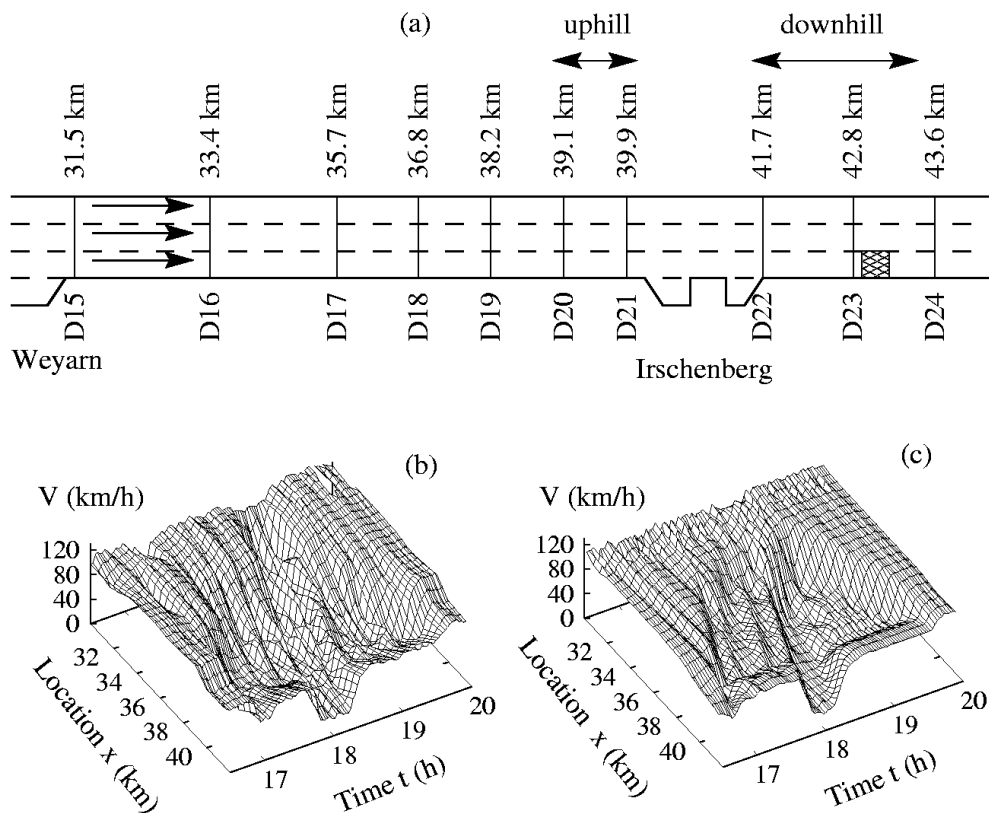 (a)
uphill
downhill
31.5 km
33.4 km
35.7 km
36.8 km
38.2 km
39.1 km
39.9 km
41.7 km
42.8 km
43.6 km
D15
D16
D17
D18
D19
D20
D21
D22
D23
D24
Weyarn
Irschenberg
(b)
V (km/h)
120
80
40
0
32
34
36
38
40
Location x (km)
17
18
19
20
Time t (h)
(c)
V (km/h)
120
80
40
0
32
34
36
38
40
Location x (km)
17
18
19
20
Time t (h)